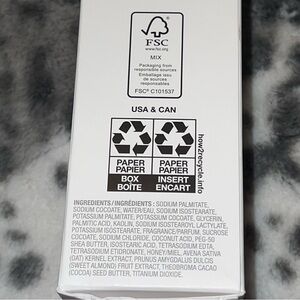 FSC
www.fsc.org
MIX
Packaging from
responsible sources
Emballage issu
de sources
responsables
FSC® C101537
USA & CAN
PAPER
PAPIER
BOX
BOÎTE
PAPER
PAPIER
INSERT
ENCART
how2recycle.info
INGREDIENTS/INGRÉDIENTS: SODIUM PALMITATE,
SODIUM COCOATE, WATER/EAU, SODIUM ISOSTEARATE,
POTASSIUM PALMITATE, POTASSIUM COCOATE, GLYCERIN,
PALMITIC ACID, KAOLIN, SODIUM ISOSTEAROYL LACTYLATE,
POTASSIUM ISOSTEARATE, FRAGRANCE/PARFUM, SUCROSE
COCOATE, SODIUM CHLORIDE, COCONUT ACID, PEG-50
SHEA BUTTER, ISOSTEARIC ACID, TETRASODIUM EDTA,
TETRASODIUM ETIDRONATE, HONEY/MIEL, AVENA SATIVA
(OAT) KERNEL EXTRACT, PRUNUS AMYGDALUS DULCIS
(SWEET ALMOND) FRUIT EXTRACT, THEOBROMA CACAO
(COCOA) SEED BUTTER, TITANIUM DIOXIDE.